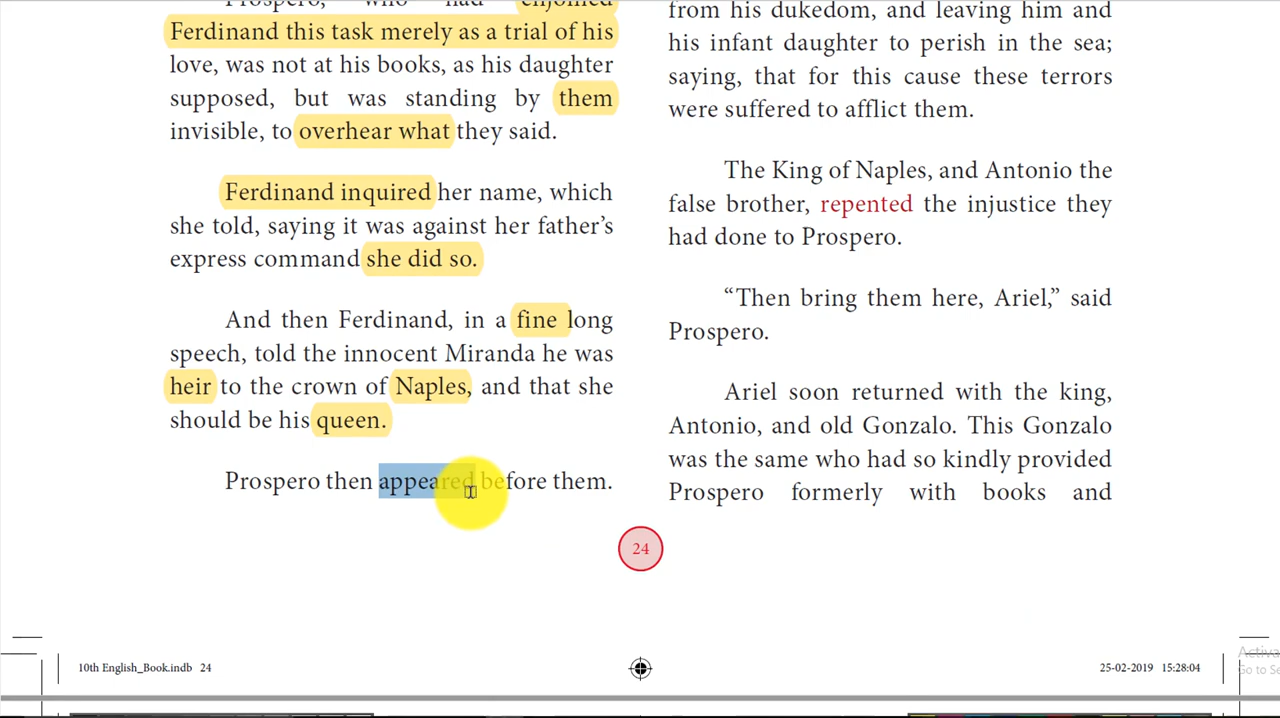 Prospero, who had enjoined
Ferdinand this task merely as a trial of his
love, was not at his books, as his daughter
supposed, but was standing by them
invisible, to overhear what they said.
Ferdinand inquired her name, which
she told, saying it was against her father’s
express command she did so.
And then Ferdinand, in a fine long
speech, told the innocent Miranda he was
heir to the crown of Naples, and that she
should be his queen.
Prospero then appeared before them.
from his dukedom, and leaving him and
his infant daughter to perish in the sea;
saying, that for this cause these terrors
were suffered to afflict them.
The King of Naples, and Antonio the
false brother, repented the injustice they
had done to Prospero.
“Then bring them here, Ariel,” said
Prospero.
Ariel soon returned with the king,
Antonio, and old Gonzalo. This Gonzalo
was the same who had so kindly provided
Prospero formerly with books and
24
10th English_Book.indb 24
25-02-2019 15:28:04
Go to